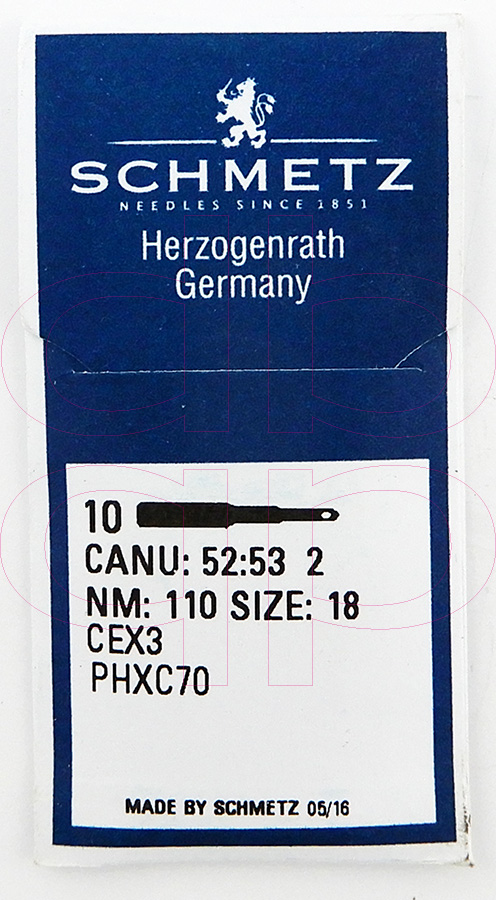 SCHMETZ
NEEDLES SINCE 1851
Herzogenrath
Germany
10
CANU: 52:53 2
NM: 110 SIZE: 18
CEX3
PHXC70
MADE BY SCHMETZ 05/16